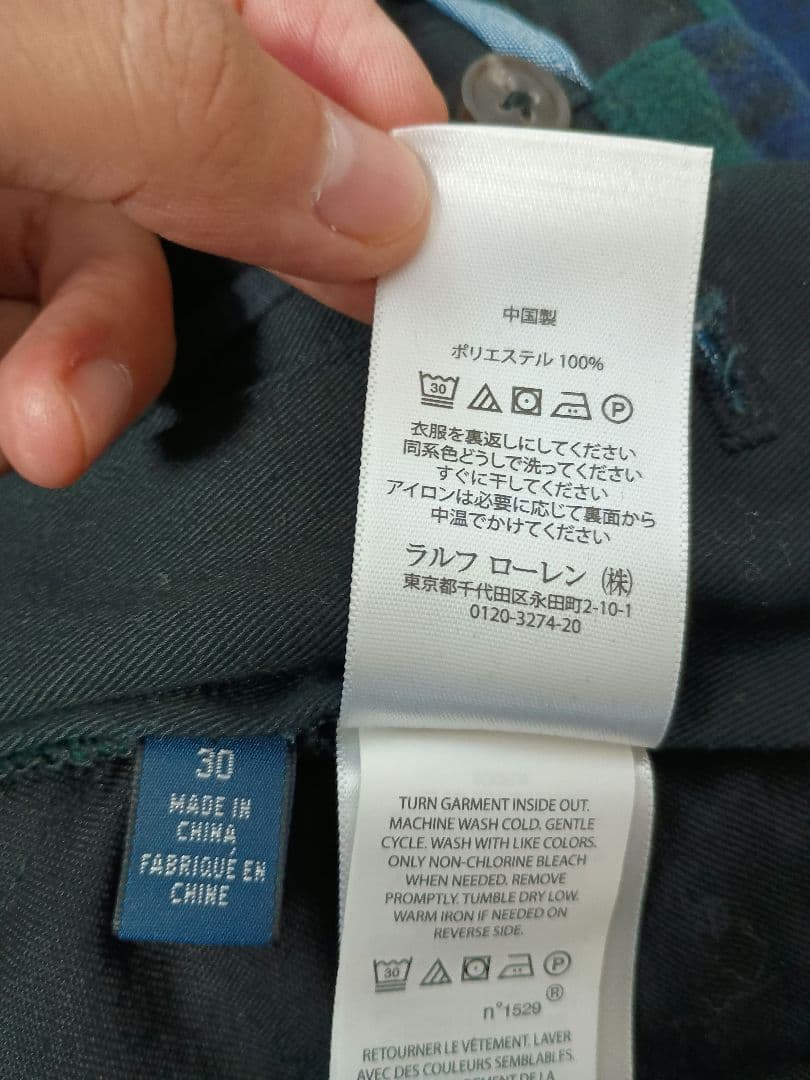 中国製
ポリエステル 100%
30 P
衣服を裏返しにしてください
同系色どうしで洗ってください
すぐに干してください
アイロンは必要に応じて裏面から
中温でかけてください
ラルフ ローレン (株)
東京都千代田区永田町2-10-1
0120-3274-20
30
MADE IN
CHINA
FABRIQUÉ EN
CHINE
TURN GARMENT INSIDE OUT.
MACHINE WASH COLD. GENTLE
CYCLE. WASH WITH LIKE COLORS.
ONLY NON-CHLORINE BLEACH
WHEN NEEDED. REMOVE
PROMPTLY. TUMBLE DRY LOW.
WARM IRON IF NEEDED ON
REVERSE SIDE.
30 P
®
n°1529
RETOURNER LE VÊTEMENT. LAVER
AVEC DES COULEURS SEMBLABLES.
DE LA